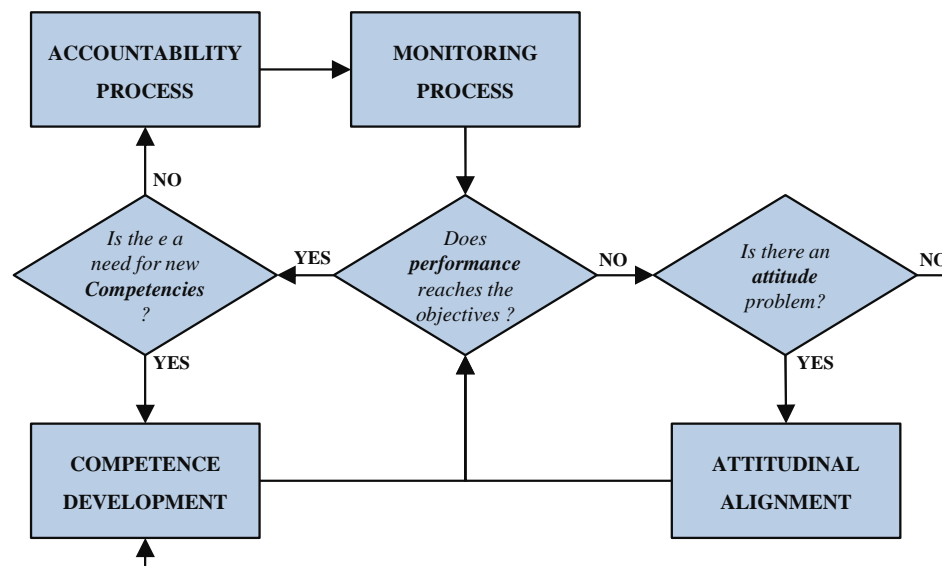 ACCOUNTABILITY
PROCESS
MONITORING
PROCESS
NO
Is the e a
need for new
Competencies
?
YES
Does
performance
reaches the
objectives ?
NO
Is there an
attitude
problem?
NO
YES
YES
COMPETENCE
DEVELOPMENT
ATTITUDINAL
ALIGNMENT